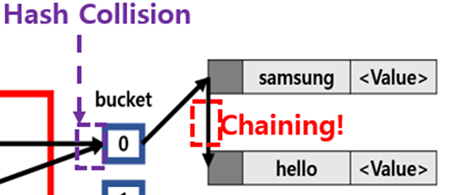 Hash Collision
bucket
samsung <Value>
0
Chaining!
hello <Value>